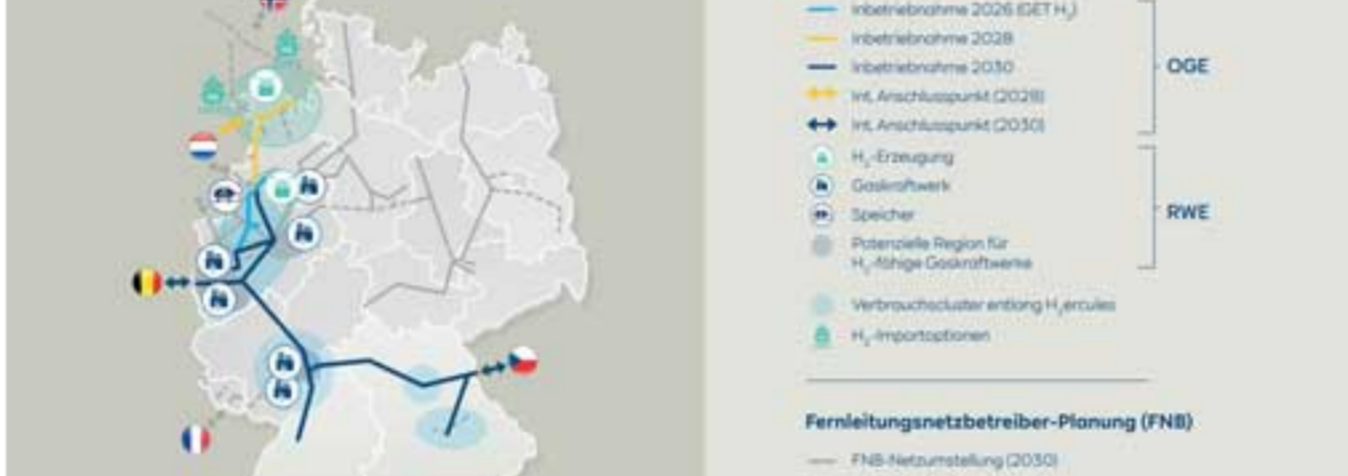 Inbetriebnahme 2026 (GET H₂)
Inbetriebnahme 2028
Inbetriebnahme 2030
Int. Anschlusspunkt (2028)
Int. Anschlusspunkt (2030)
OGE
H₂-Erzeugung
Gaskraftwerk
Speicher
Potenzielle Region für
H₂-fähige Gaskraftwerke
RWE
Verbrauchscluster entlang H₂ercules
H₂-Importoptionen
Fernleitungsnetzbetreiber-Planung (FNB)
FNB-Netzumstellung (2030)